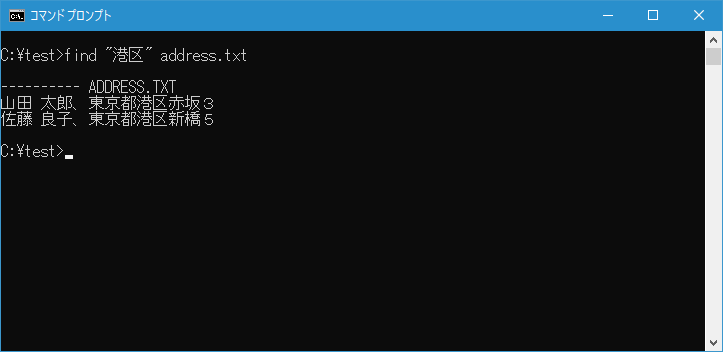 コマンドプロンプト
C:¥test>find "港区" address.txt
---------- ADDRESS.TXT
山田 太郎、東京都港区赤坂３
佐藤 良子、東京都港区新橋５
C:¥test>